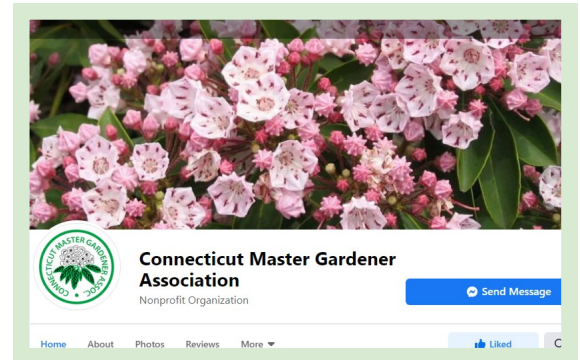 CONNECTICUT MASTER GARDENER ASSOC.
Connecticut Master Gardener
Association
Nonprofit Organization
Send Message
Home About Photos Reviews More
Liked